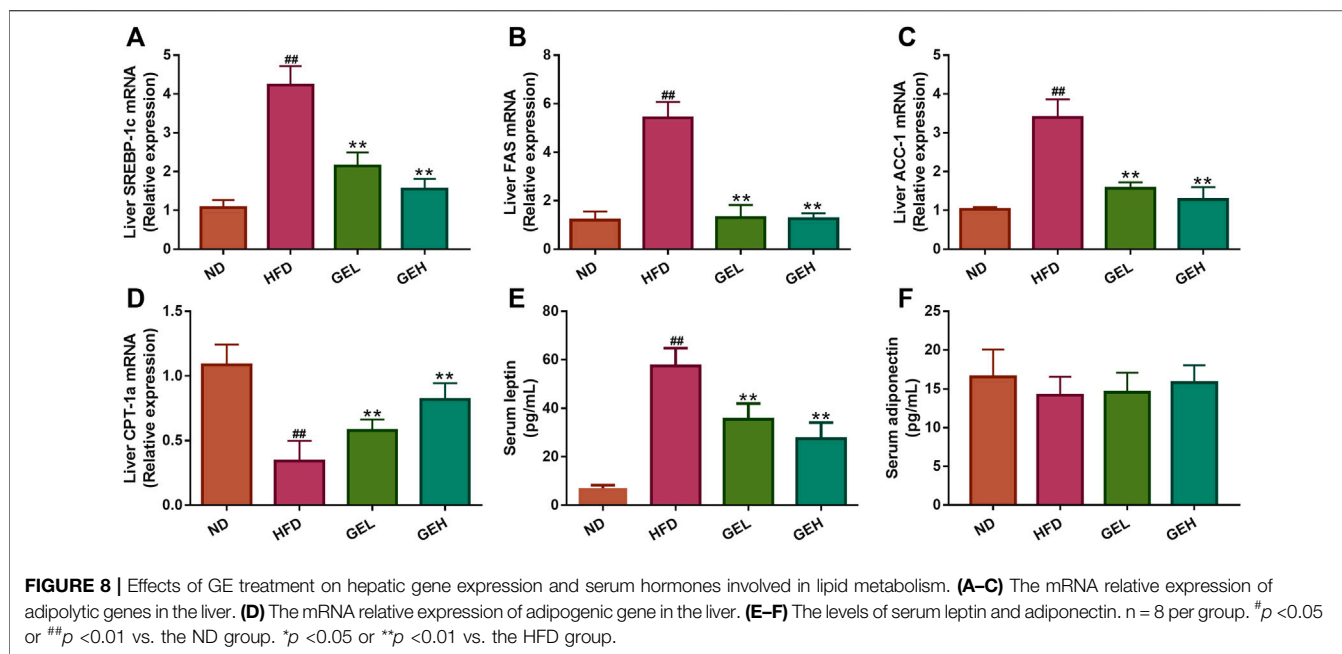 A
Liver SREBP-1c mRNA
(Relative expression)
5
4
3
2
1
0
##
**
**
ND
HFD
GEL
GEH
B
Liver FAS mRNA
(Relative expression)
8
6
4
2
0
##
**
**
ND
HFD
GEL
GEH
C
Liver ACC-1 mRNA
(Relative expression)
5
4
3
2
1
0
##
**
**
ND
HFD
GEL
GEH
D
Liver CPT-1a mRNA
(Relative expression)
1.5
1.0
0.5
0.0
##
**
**
ND
HFD
GEL
GEH
E
Serum leptin
(pg/mL)
80
60
40
20
0
##
**
**
ND
HFD
GEL
GEH
F
Serum adiponectin
(pg/mL)
25
20
15
10
5
0
ND
HFD
GEL
GEH
FIGURE 8 | Effects of GE treatment on hepatic gene expression and serum hormones involved in lipid metabolism. (A–C) The mRNA relative expression of
adipolytic genes in the liver. (D) The mRNA relative expression of adipogenic gene in the liver. (E–F) The levels of serum leptin and adiponectin. n = 8 per group. #p <0.05
or ##p <0.01 vs. the ND group. *p <0.05 or **p <0.01 vs. the HFD group.